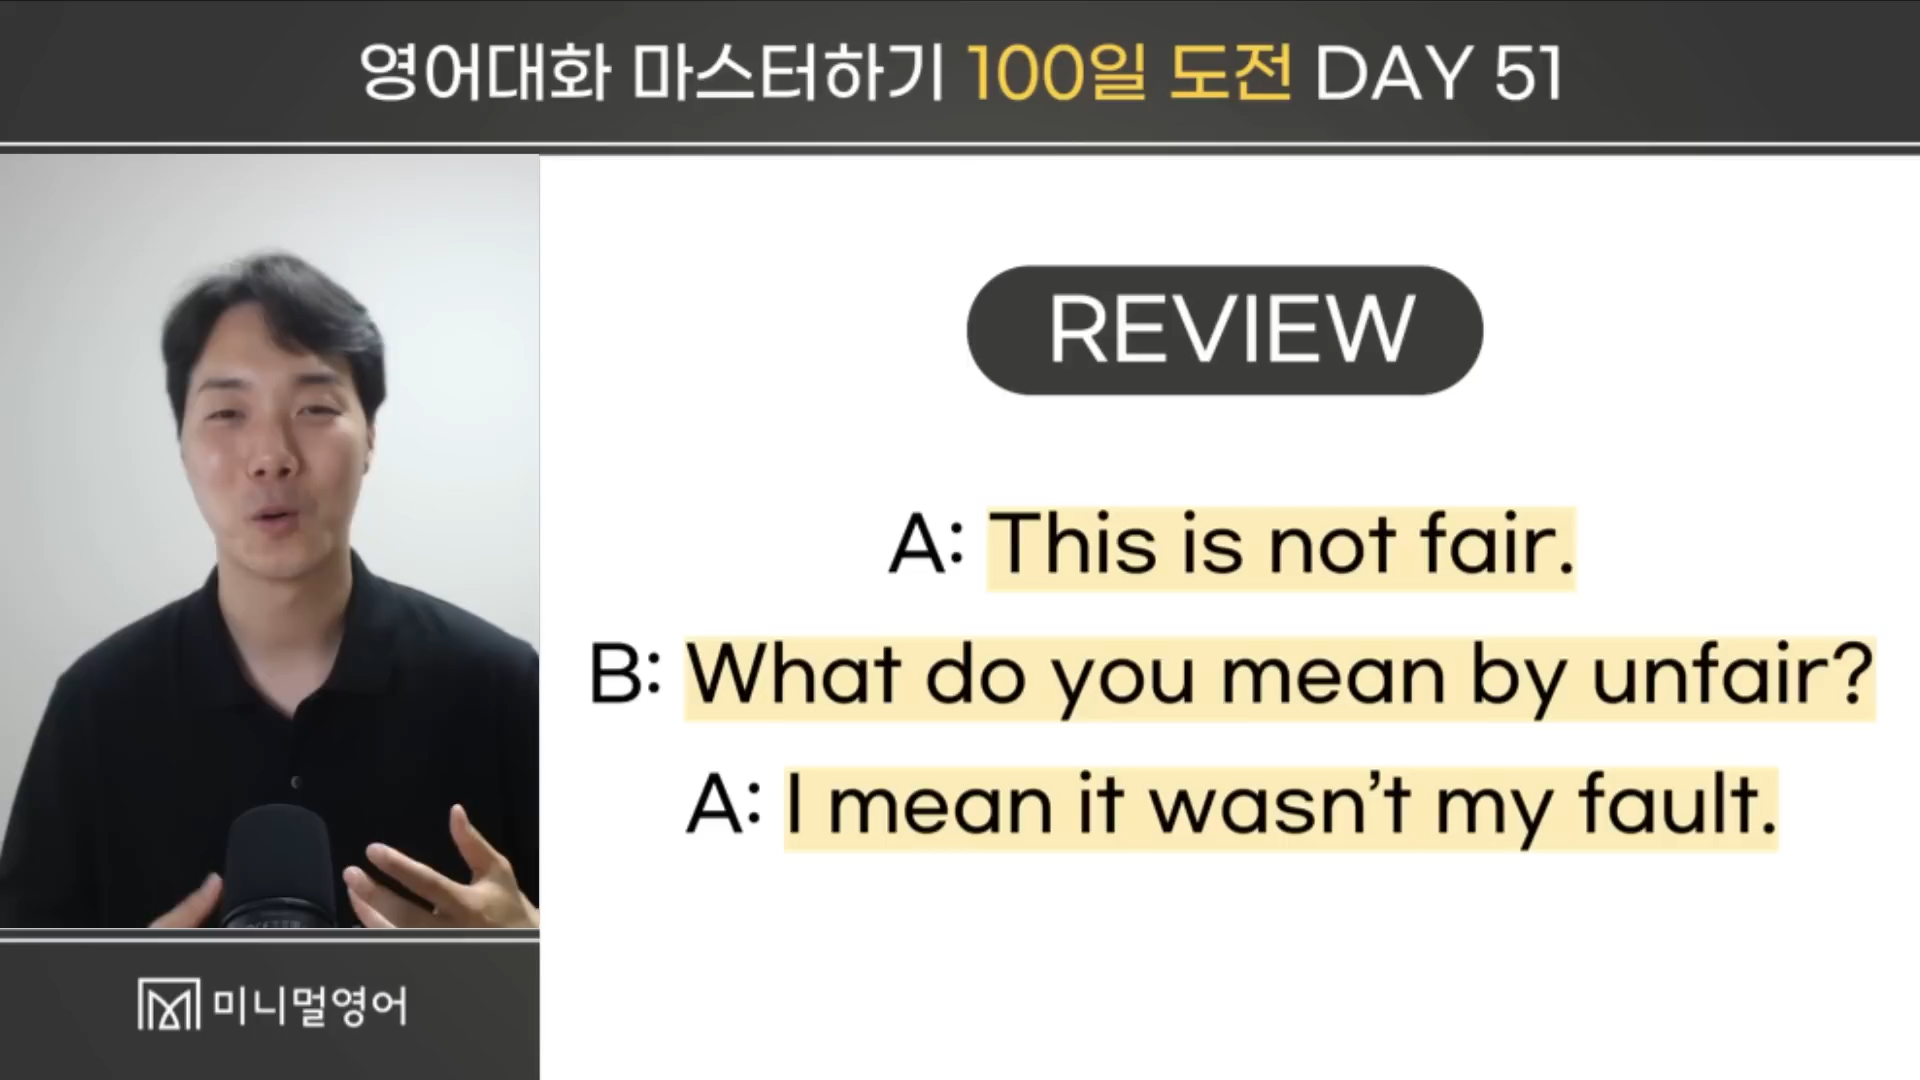 영어대화 마스터하기 100일 도전 DAY 51
REVIEW
A: This is not fair.
B: What do you mean by unfair?
A: I mean it wasn’t my fault.
미니멀영어